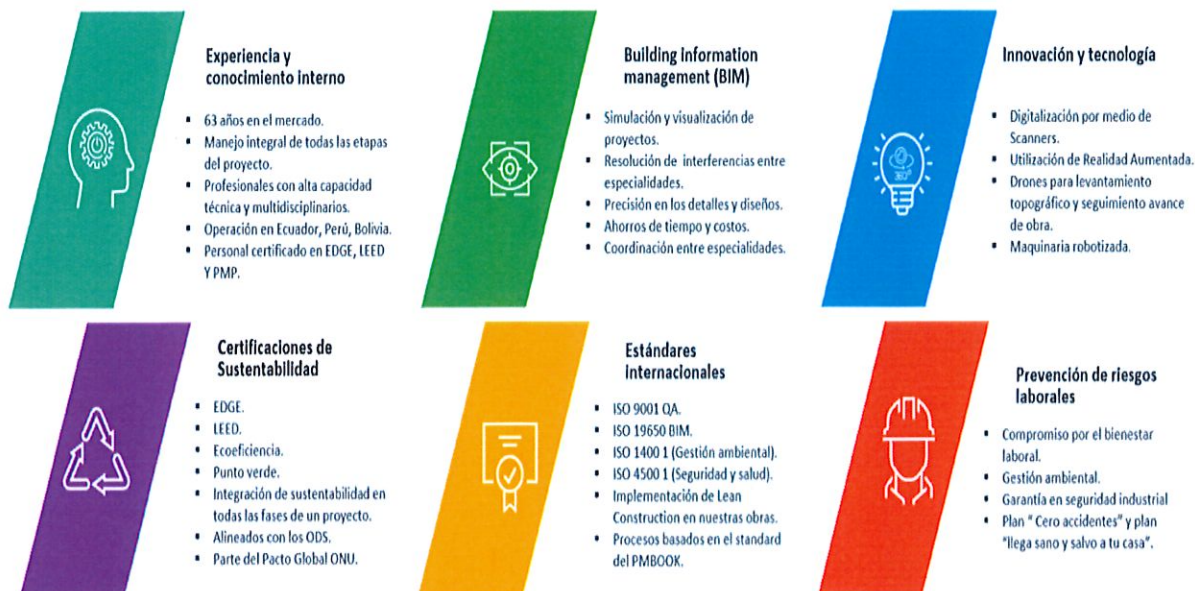 Experiencia y
conocimiento interno
▪ 63 años en el mercado.
▪ Manejo integral de todas las etapas
del proyecto.
▪ Profesionales con alta capacidad
técnica y multidisciplinarios.
▪ Operación en Ecuador, Perú, Bolivia.
▪ Personal certificado en EDGE, LEED
Y PMP.
Building information
management (BIM)
▪ Simulación y visualización de
proyectos.
▪ Resolución de interferencias entre
especialidades.
▪ Precisión en los detalles y diseños.
▪ Ahorros de tiempo y costos.
▪ Coordinación entre especialidades.
360°
Innovación y tecnología
▪ Digitalización por medio de
Scanners.
▪ Utilización de Realidad Aumentada.
▪ Drones para levantamiento
topográfico y seguimiento avance
de obra.
▪ Maquinaria robotizada.
Certificaciones de
Sustentabilidad
▪ EDGE.
▪ LEED.
▪ Ecoeficiencia.
▪ Punto verde.
▪ Integración de sustentabilidad en
todas las fases de un proyecto.
▪ Alineados con los ODS.
▪ Parte del Pacto Global ONU.
Estándares
internacionales
▪ ISO 9001 QA.
▪ ISO 19650 BIM.
▪ ISO 1400 1 (Gestión ambiental).
▪ ISO 4500 1 (Seguridad y salud).
▪ Implementación de Lean
Construction en nuestras obras.
▪ Procesos basados en el standard
del PMBOOK.
Prevención de riesgos
laborales
▪ Compromiso por el bienestar
laboral.
▪ Gestión ambiental.
▪ Garantía en seguridad industrial
▪ Plan " Cero accidentes" y plan
"llega sano y salvo a tu casa".